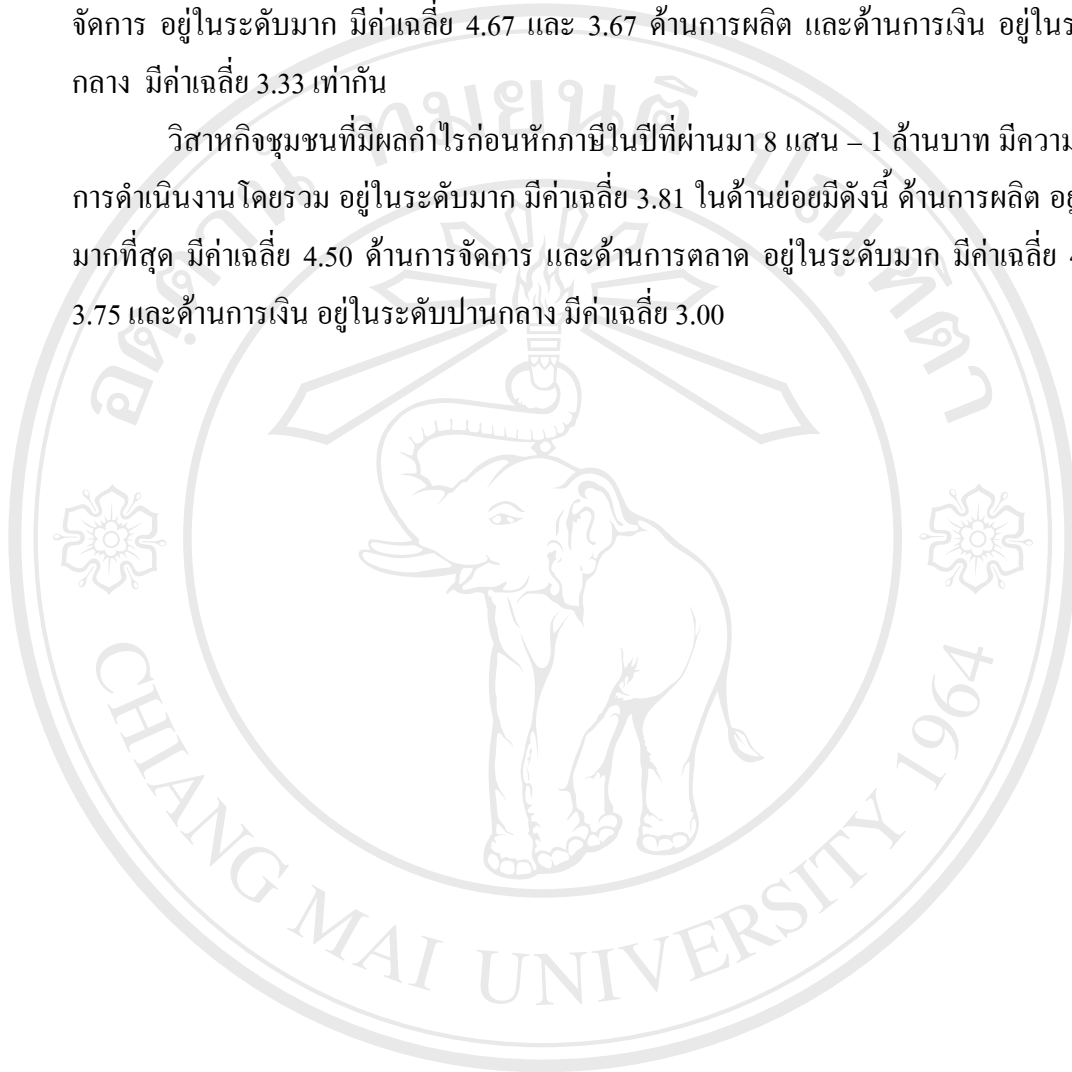 จัดการ อยู่ในระดับมาก มีค่าเฉลี่ย 4.67 และ 3.67 ด้านการผลิต และด้านการเงิน อยู่ใน
กลาง มีค่าเฉลี่ย 3.33 เท่ากัน
วิสาหกิจชุมชนที่มีผลกำไรก่อนหักภาษีในปีที่ผ่านมา 8 แสน – 1 ล้านบาท มีความ
การดำเนินงานโดยรวม อยู่ในระดับมาก มีค่าเฉลี่ย 3.81 ในด้านย่อยมีดังนี้ ด้านการผลิต
มากที่สุด มีค่าเฉลี่ย 4.50 ด้านการจัดการ และด้านการตลาด อยู่ในระดับมาก มีค่าเฉลี่ย
3.75 และด้านการเงิน อยู่ในระดับปานกลาง มีค่าเฉลี่ย 3.00
CHIANG MAI UNIVERSITY 1964